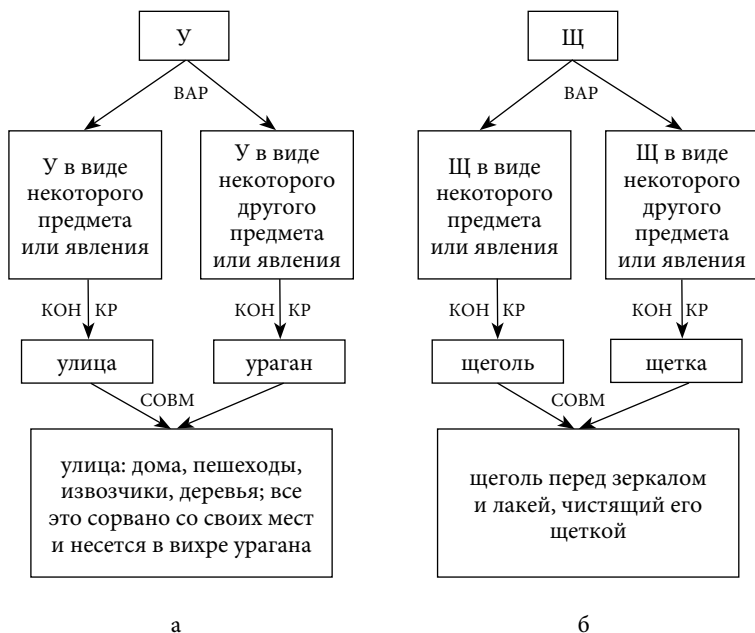 У
ВАР
У в виде
некоторого
предмета
или явления
У в виде
некоторого
другого
предмета
или явления
КОН
КР
КОН
КР
улица
ураган
СОВМ
улица: дома, пешеходы,
извозчики, деревья; все
это сорвано со своих мест
и несется в вихре урагана
а
Щ
ВАР
Щ в виде
некоторого
предмета
или явления
Щ в виде
некоторого
другого
предмета
или явления
КОН
КР
КОН
КР
щеголь
щетка
СОВМ
щеголь перед зеркалом
и лакей, чистящий его
щеткой
б